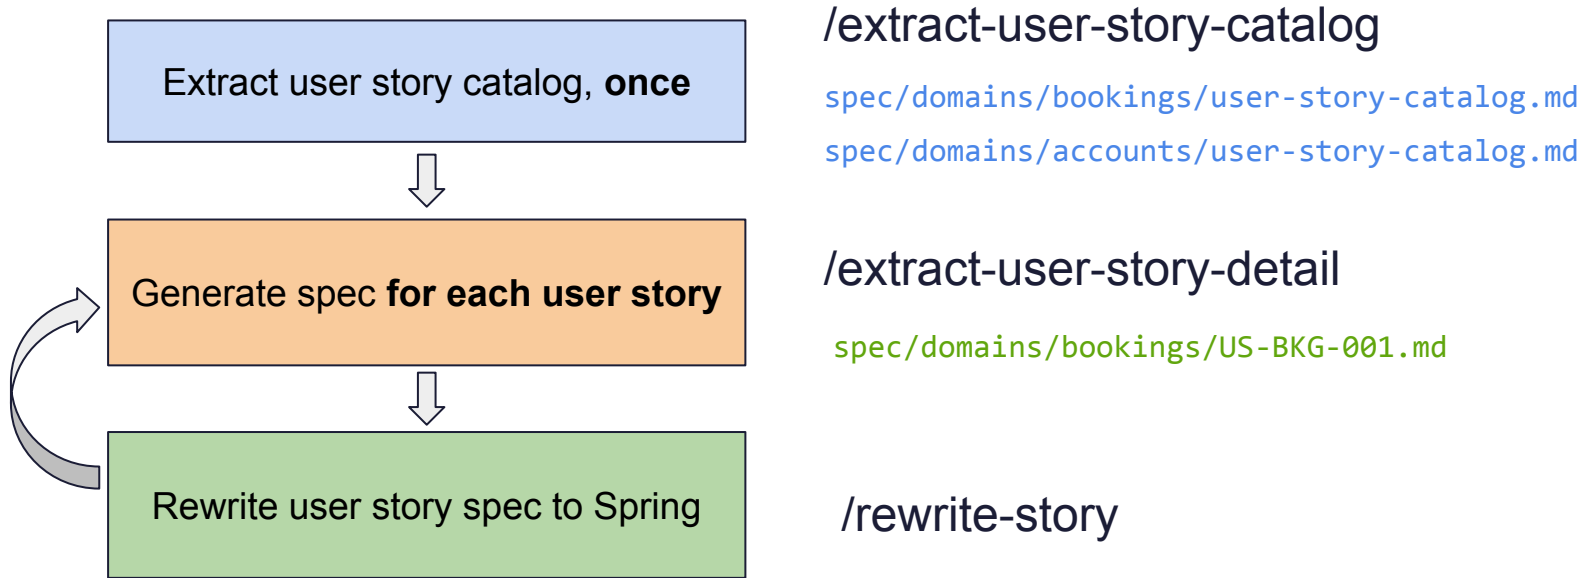 Extract user story catalog, once
/extract-user-story-catalog
spec/domains/bookings/user-story-catalog.md
spec/domains/accounts/user-story-catalog.md
Generate spec for each user story
/extract-user-story-detail
spec/domains/bookings/US-BKG-001.md
Rewrite user story spec to Spring
/rewrite-story